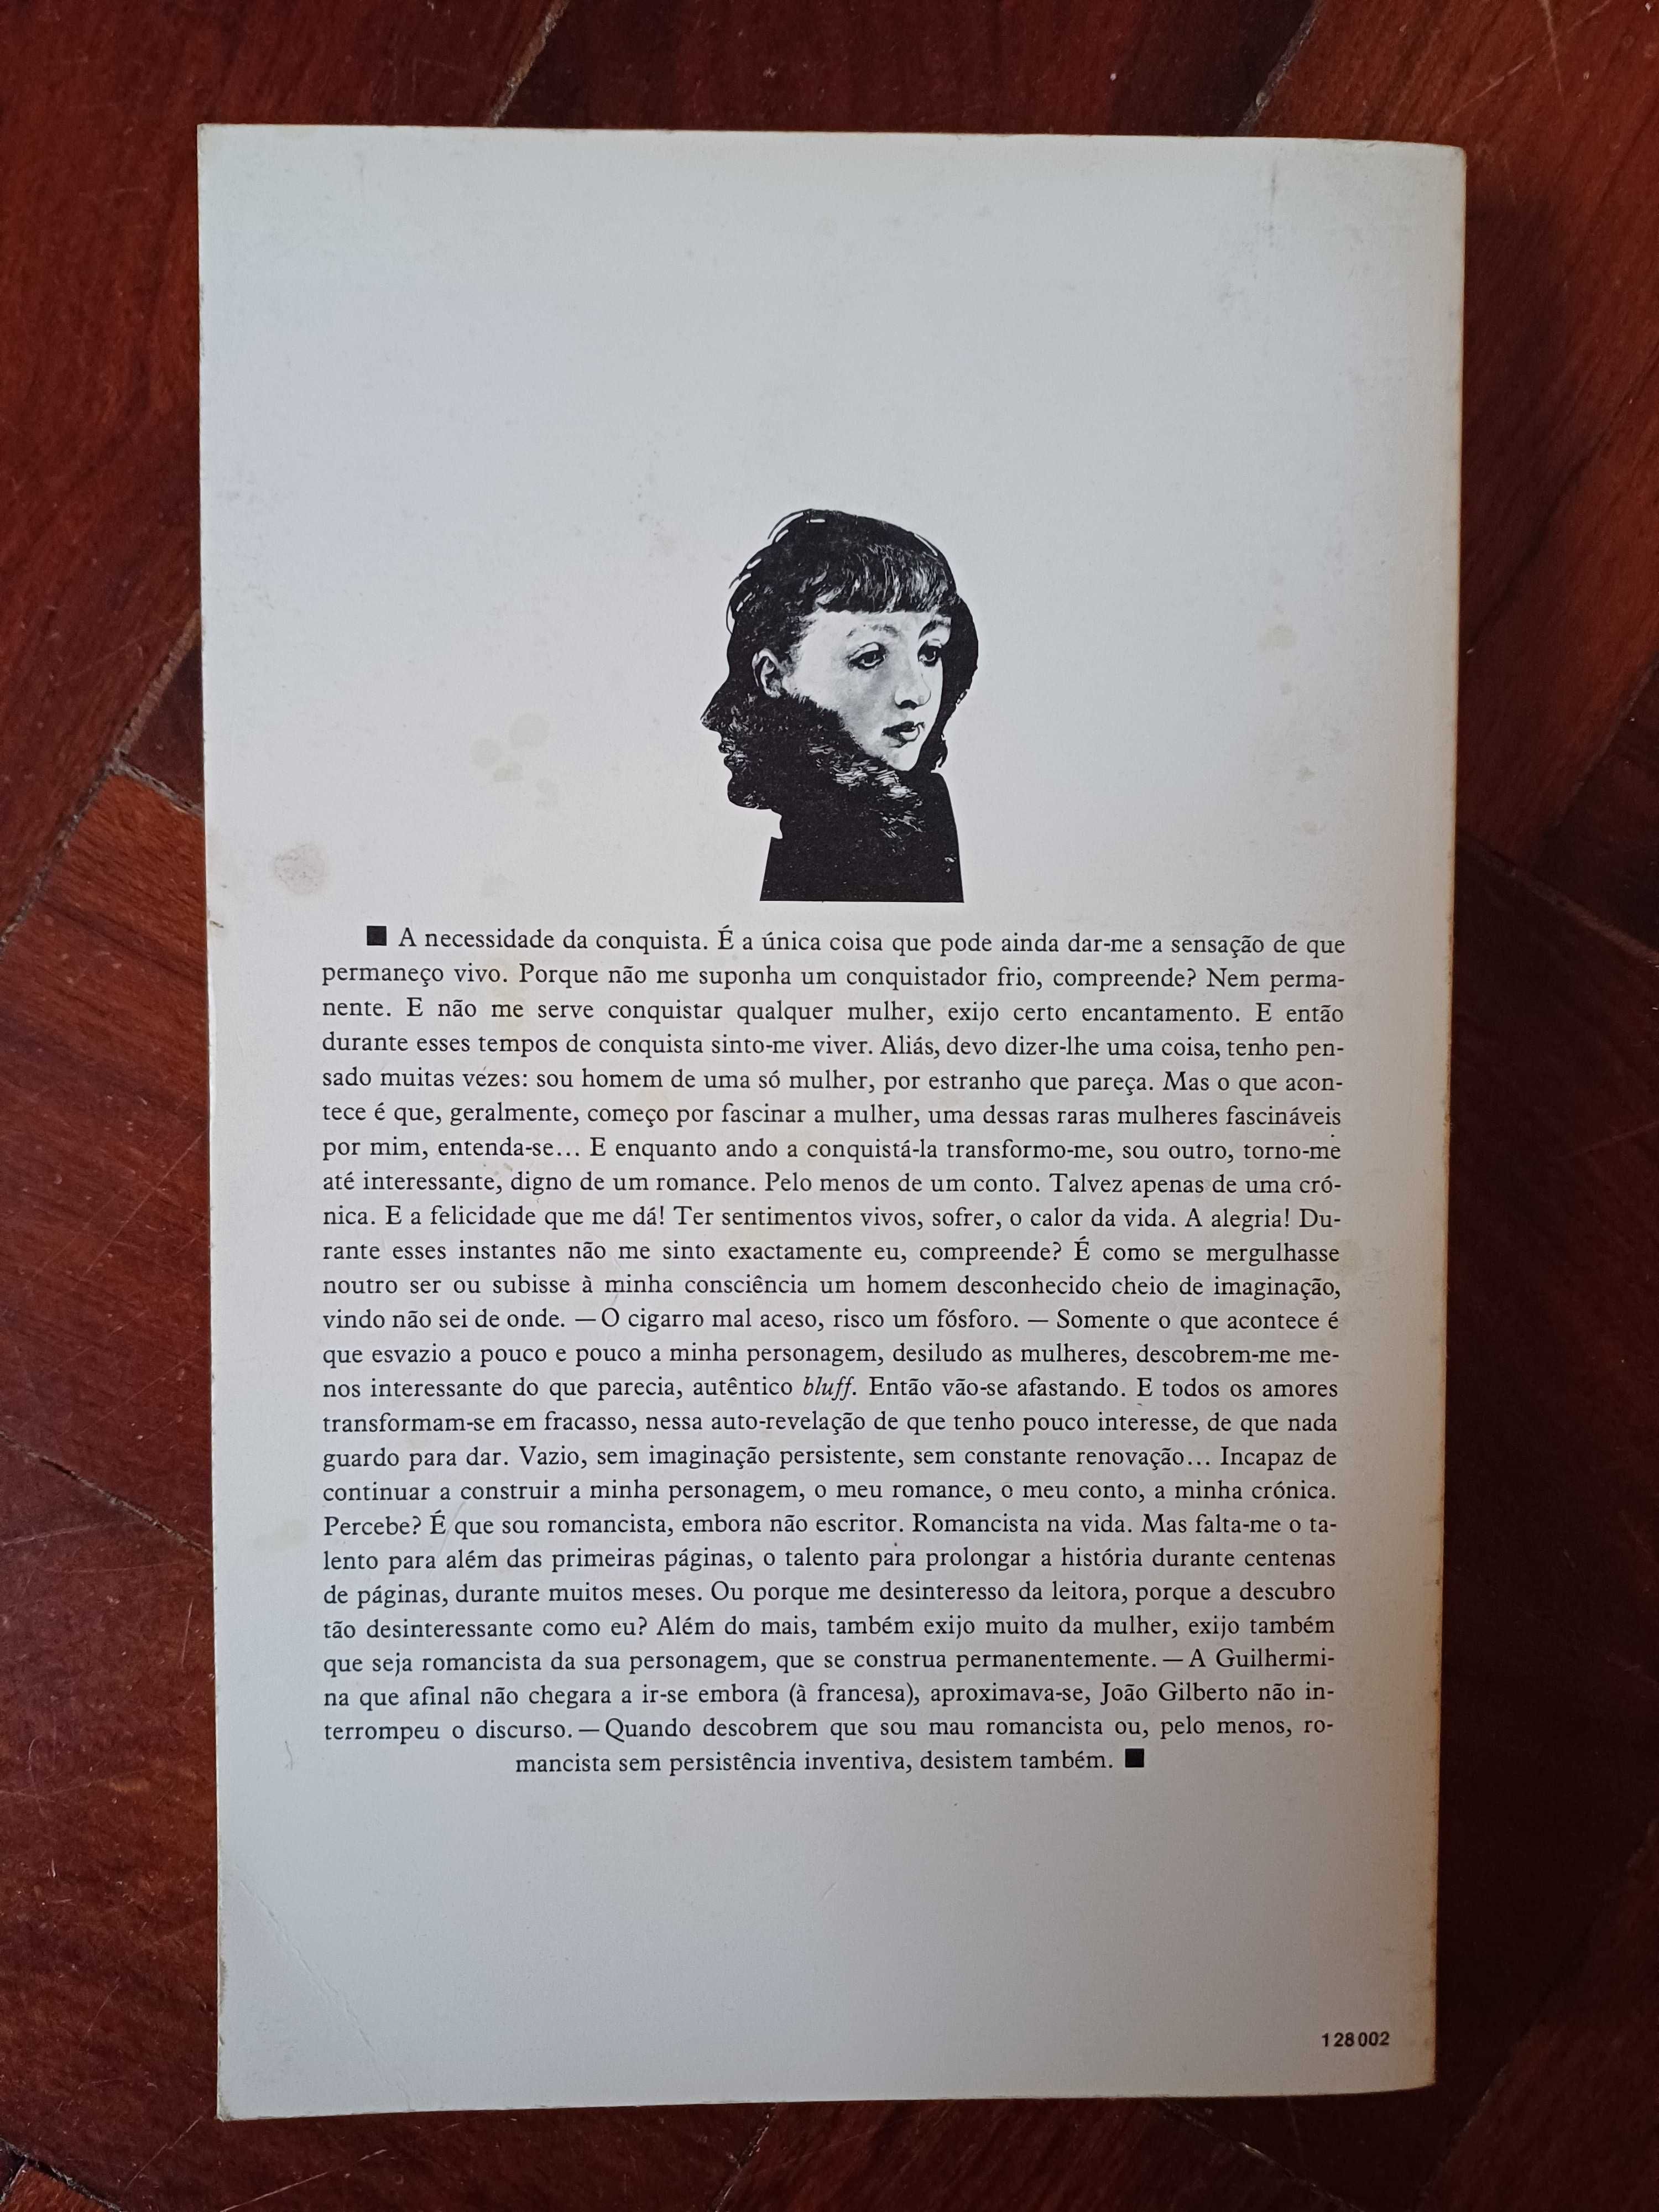 ■ A necessidade da conquista. É a única coisa que pode ainda dar-me a sensação de que
permaneço vivo. Porque não me suponha um conquistador frio, compreende? Nem perma-
nente. E não me serve conquistar qualquer mulher, exijo certo encantamento. E então
durante esses tempos de conquista sinto-me viver. Aliás, devo dizer-lhe uma coisa, tenho pen-
sado muitas vezes: sou homem de uma só mulher, por estranho que pareça. Mas o que acon-
tece é que, geralmente, começo por fascinar a mulher, uma dessas raras mulheres fascináveis
por mim, entenda-se... E enquanto ando a conquistá-la transformo-me, sou outro, torno-me
até interessante, digno de um romance. Pelo menos de um conto. Talvez apenas de uma cró-
nica. E a felicidade que me dá! Ter sentimentos vivos, sofrer, o calor da vida. A alegria! Du-
rante esses instantes não me sinto exactamente eu, compreende? É como se mergulhasse
noutro ser ou subisse à minha consciência um homem desconhecido cheio de imaginação,
vindo não sei de onde. — O cigarro mal aceso, risco um fósforo. — Somente o que acontece é
que esvazio a pouco e pouco a minha personagem, desiludo as mulheres, descobrem-me me-
nos interessante do que parecia, autêntico bluff. Então vão-se afastando. E todos os amores
transformam-se em fracasso, nessa auto-revelação de que tenho pouco interesse, de que nada
guardo para dar. Vazio, sem imaginação persistente, sem constante renovação... Incapaz de
continuar a construir a minha personagem, o meu romance, o meu conto, a minha crónica.
Percebe? É que sou romancista, embora não escritor. Romancista na vida. Mas falta-me o ta-
lento para além das primeiras páginas, o talento para prolongar a história durante centenas
de páginas, durante muitos meses. Ou porque me desinteresso da leitora, porque a descubro
tão desinteressante como eu? Além do mais, também exijo muito da mulher, exijo também
que seja romancista da sua personagem, que se construa permanentemente. — A Guilhermi-
na que afinal não chegara a ir-se embora (à francesa), aproximava-se, João Gilberto não in-
terrompeu o discurso. — Quando descobrem que sou mau romancista ou, pelo menos, ro-
mancista sem persistência inventiva, desistem também. ■
128002